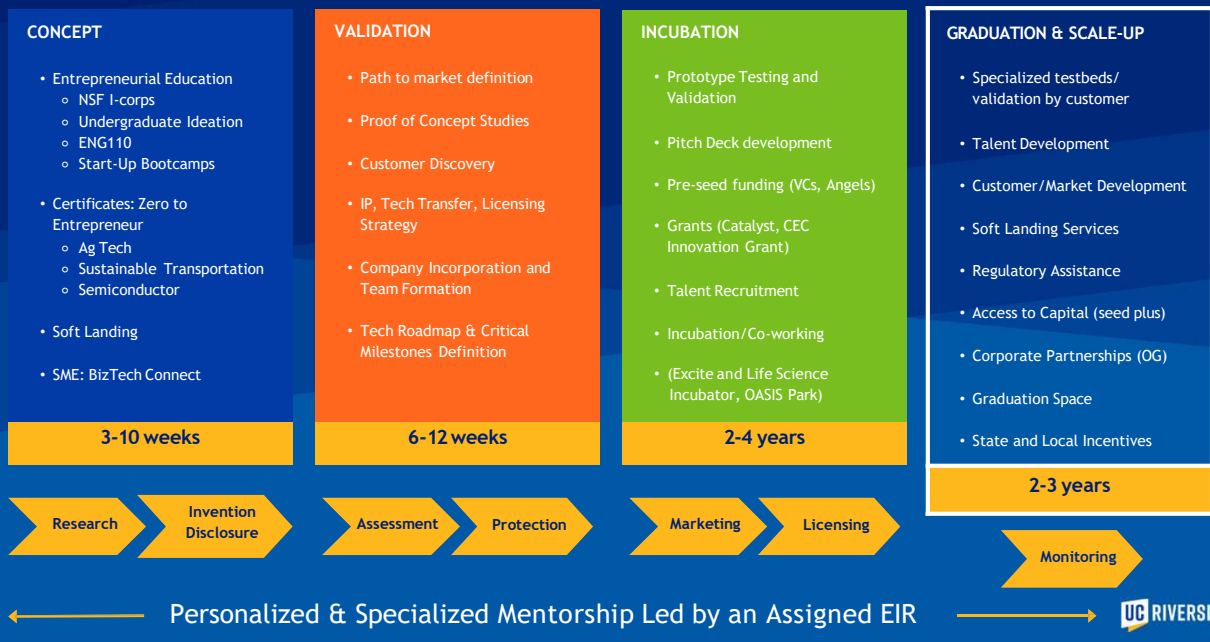 CONCEPT
• Entrepreneurial Education
○ NSF I-corps
○ Undergraduate Ideation
○ ENG110
○ Start-Up Bootcamps
• Certificates: Zero to
Entrepreneur
○ Ag Tech
○ Sustainable Transportation
○ Semiconductor
• Soft Landing
• SME: BizTech Connect
3-10 weeks
VALIDATION
• Path to market definition
• Proof of Concept Studies
• Customer Discovery
• IP, Tech Transfer, Licensing
Strategy
• Company Incorporation and
Team Formation
• Tech Roadmap & Critical
Milestones Definition
6-12 weeks
INCUBATION
• Prototype Testing and
Validation
• Pitch Deck development
• Pre-seed funding (VCs, Angels)
• Grants (Catalyst, CEC
Innovation Grant)
• Talent Recruitment
• Incubation/Co-working
• (Excite and Life Science
Incubator, OASIS Park)
2-4 years
GRADUATION & SCALE-UP
• Specialized testbeds/
validation by customer
• Talent Development
• Customer/Market Development
• Soft Landing Services
• Regulatory Assistance
• Access to Capital (seed plus)
• Corporate Partnerships (OG)
• Graduation Space
• State and Local Incentives
2-3 years
Research
Invention
Disclosure
Assessment
Protection
Marketing
Licensing
Monitoring
Personalized & Specialized Mentorship Led by an Assigned EIR
UC RIVERSI